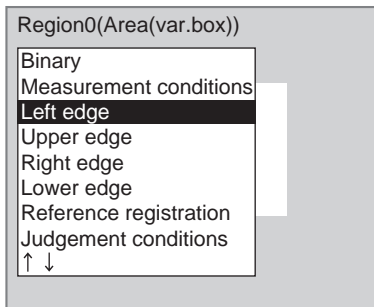 Region0(Area(var.box))
Binary
Measurement conditions
Left edge
Upper edge
Right edge
Lower edge
Reference registration
Judgement conditions
↑ ↓